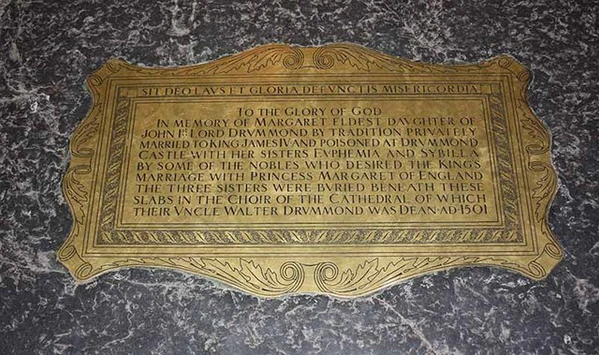 SIT DEO LAVS ET GLORIA DEFVNCTIS MISERICORDIA
TO THE GLORY OF GOD
IN MEMORY OF MARGARET ELDEST DAUGHTER OF
JOHN 1ST LORD DRVMMOND BY TRADITION PRIVATELY
MARRIED TO KING JAMES IV AND POISONED AT DRVMMOND
CASTLE WITH HER SISTERS EVPHEMIA AND SYBILLA
BY SOME OF THE NOBLES WHO DESIRED THE KING'S
MARRIAGE WITH PRINCESS MARGARET OF ENGLAND
THE THREE SISTERS WERE BVRIED BENEATH THESE
SLABS IN THE CHOIR OF THE CATHEDRAL OF WHICH
THEIR VNCLE WALTER DRVMMOND WAS DEAN·AD·1501